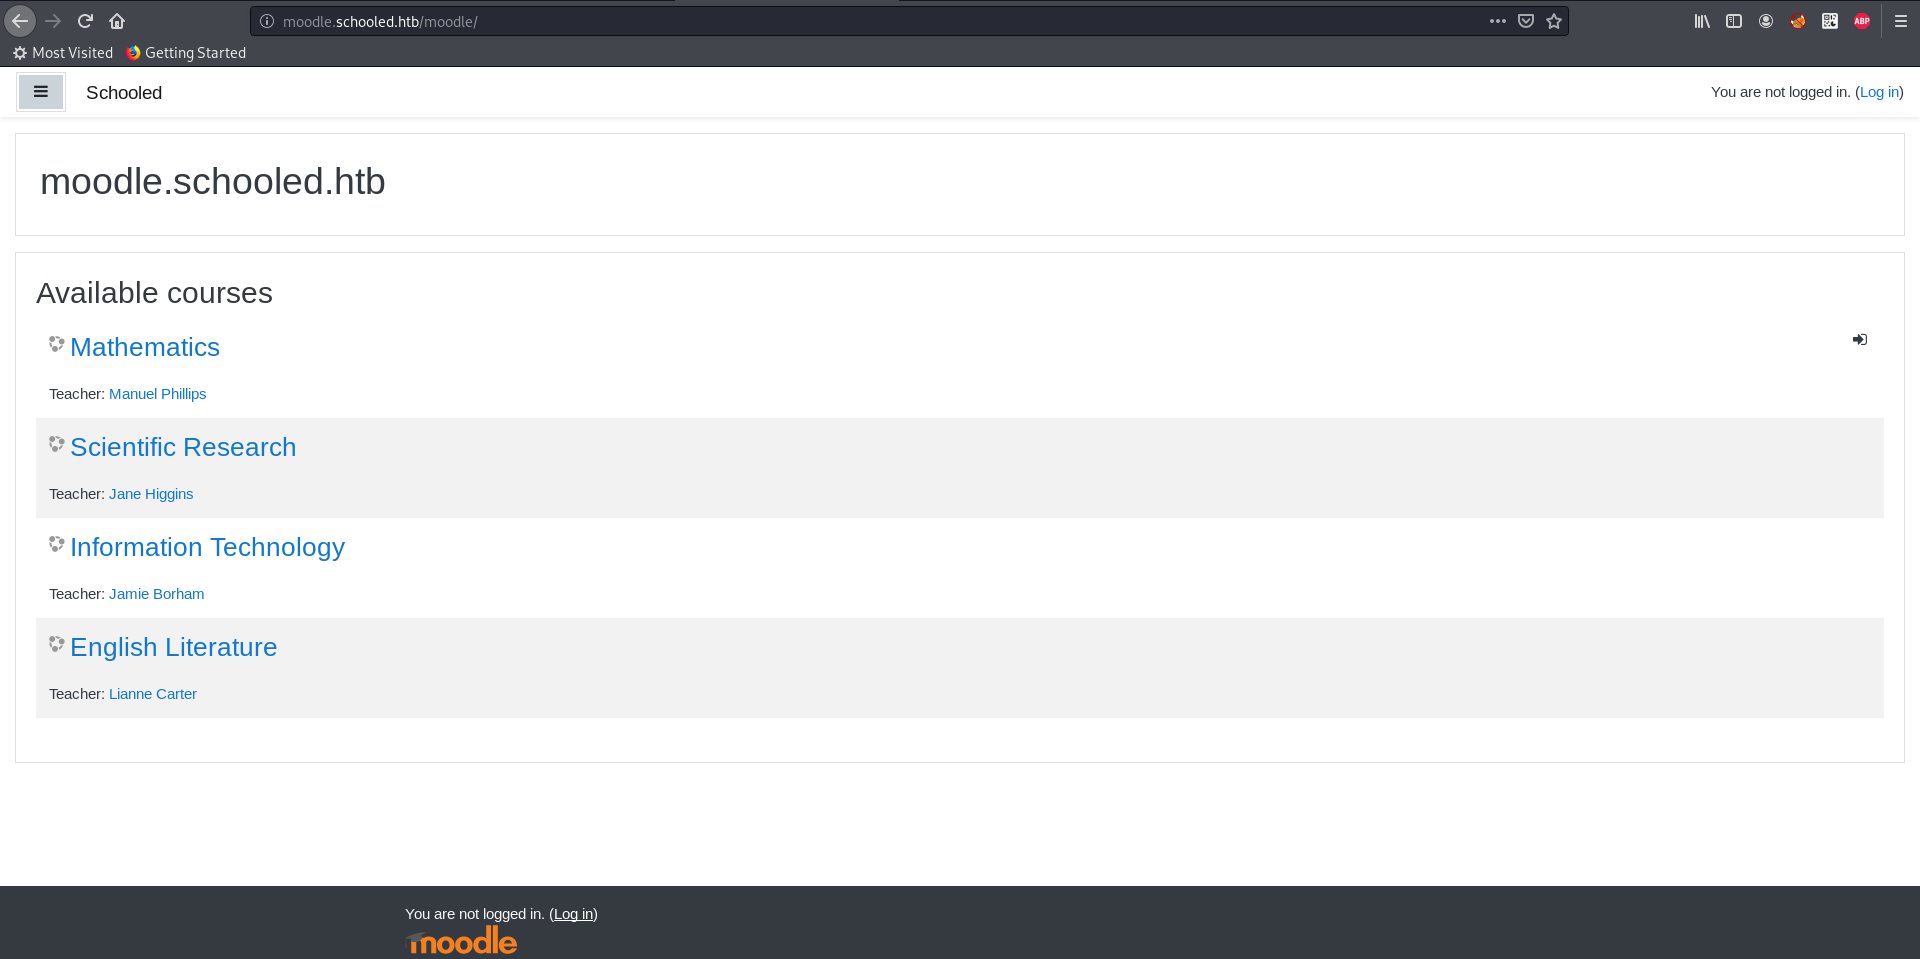 moodle.schooled.htb/moodle/
ABP
Most Visited Getting Started
Schooled You are not logged in. (Log in)
moodle.schooled.htb
Available courses
Mathematics
Teacher: Manuel Phillips
Scientific Research
Teacher: Jane Higgins
Information Technology
Teacher: Jamie Borham
English Literature
Teacher: Lianne Carter
You are not logged in. (Log in)
moodle